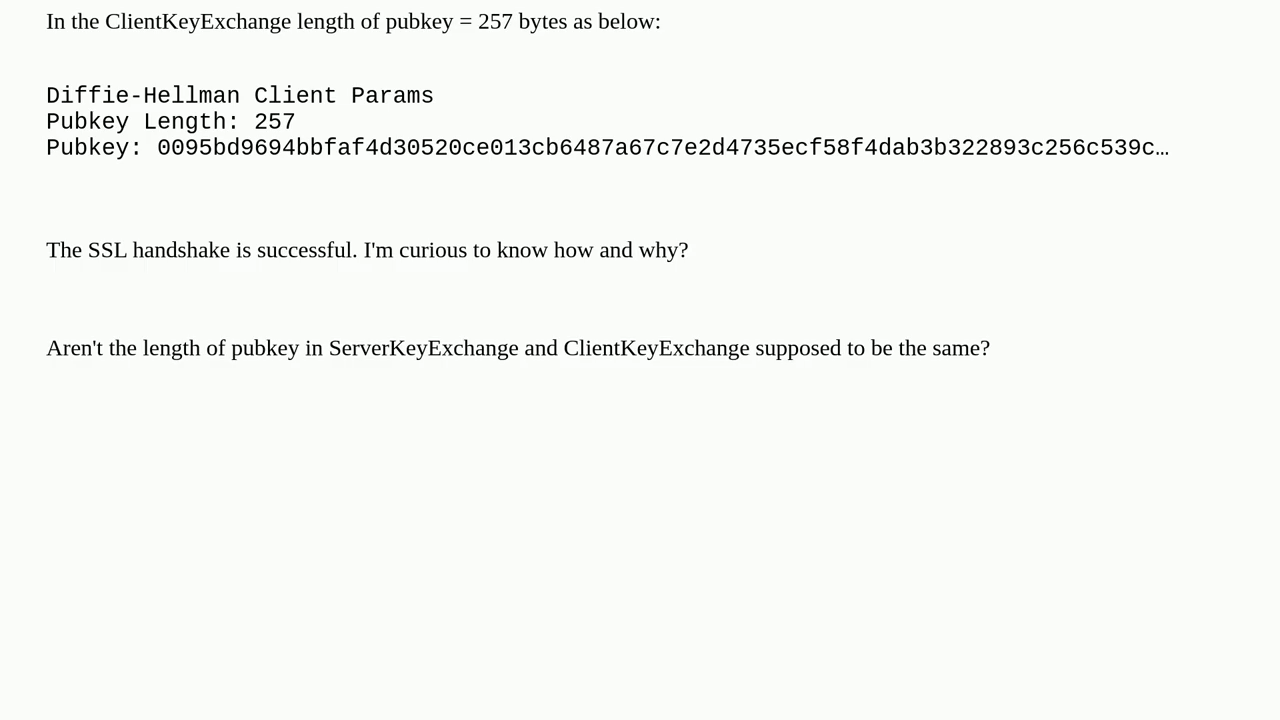 In the ClientKeyExchange length of pubkey = 257 bytes as below:
Diffie-Hellman Client Params
Pubkey Length: 257
Pubkey: 0095bd9694bbfaf4d30520ce013cb6487a67c7e2d4735ecf58f4dab3b322893c256c539c…
The SSL handshake is successful. I'm curious to know how and why?
Aren't the length of pubkey in ServerKeyExchange and ClientKeyExchange supposed to be the same?